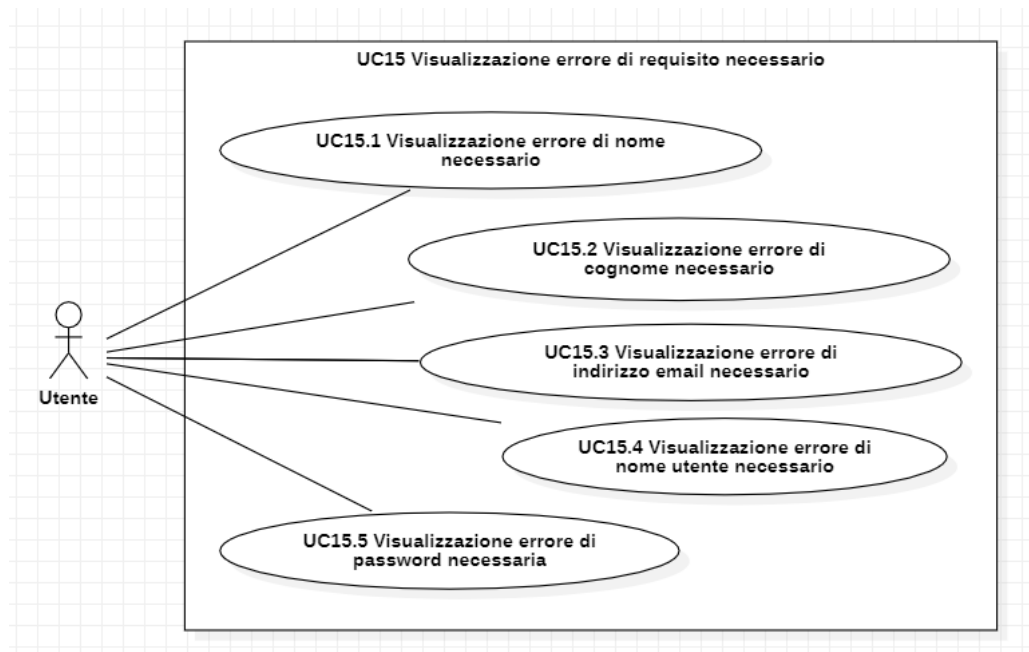 UC15 Visualizzazione errore di requisito necessario
UC15.1 Visualizzazione errore di nome
necessario
UC15.2 Visualizzazione errore di
cognome necessario
UC15.3 Visualizzazione errore di
indirizzo email necessario
Utente
UC15.4 Visualizzazione errore di
nome utente necessario
UC15.5 Visualizzazione errore di
password necessaria